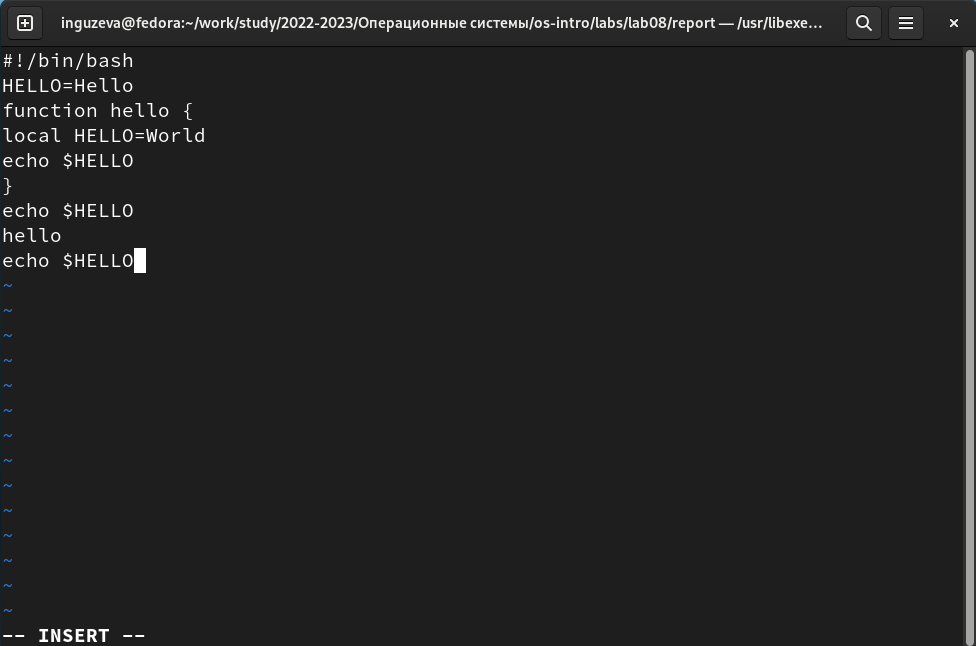 inguzeva@fedora:~/work/study/2022-2023/Операционные системы/os-intro/labs/lab08/report — /usr/libexe…
#!/bin/bash
HELLO=Hello
function hello {
local HELLO=World
echo $HELLO
}
echo $HELLO
hello
echo $HELLO
~
~
~
~
~
~
~
~
~
~
~
~
~
~
-- INSERT --